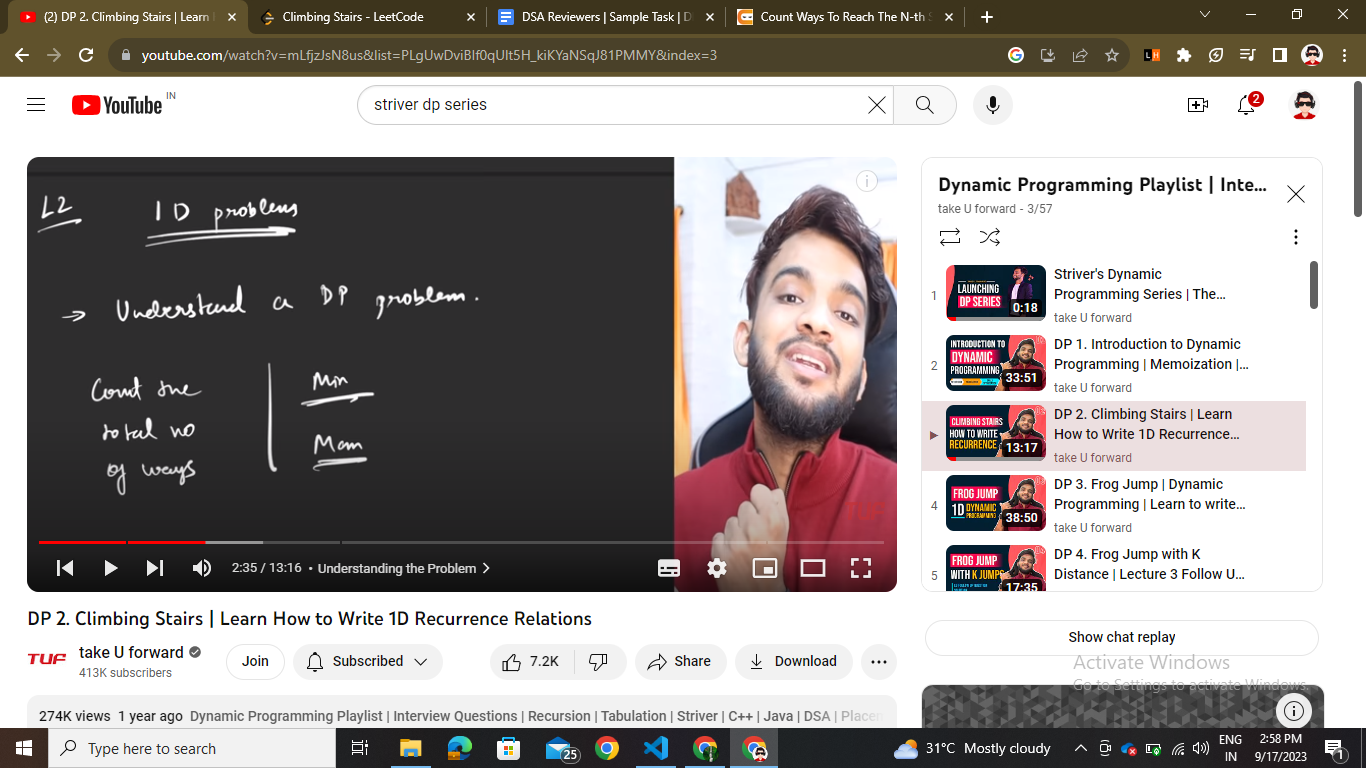 (2) DP 2. Climbing Stairs | Learn
Climbing Stairs - LeetCode
DSA Reviewers | Sample Task | D
Count Ways To Reach The N-th S
youtube.com/watch?v=mLfjzJsN8us&list=PLgUwDviBIf0qUlt5H_kiKYaNSqJ81PMMY&index=3
YouTube IN
striver dp series
2
L2 1D problems
→ Understand a DP problem.
Count the
total no
of ways
Min
Max
TUF
2:35 / 13:16 • Understanding the Problem
DP 2. Climbing Stairs | Learn How to Write 1D Recurrence Relations
TUF
take U forward
413K subscribers
Join
Subscribed
7.2K
Share
Download
274K views 1 year ago Dynamic Programming Playlist | Interview Questions | Recursion | Tabulation | Striver | C++ | Java | DSA | Placem
Dynamic Programming Playlist | Inte...
take U forward - 3/57
1
LAUNCHING
DP SERIES
0:18
Striver's Dynamic
Programming Series | The...
take U forward
2
INTRODUCTION TO
DYNAMIC
PROGRAMMING
33:51
DP 1. Introduction to Dynamic
Programming | Memoization |...
take U forward
CLIMBING STAIRS
HOW TO WRITE
RECURRENCE
13:17
DP 2. Climbing Stairs | Learn
How to Write 1D Recurrence...
take U forward
4
FROG JUMP
1D DYNAMIC
PROGRAMMING
38:50
DP 3. Frog Jump | Dynamic
Programming | Learn to write...
take U forward
5
FROG JUMP
WITH K JUMPS
17:35
DP 4. Frog Jump with K
Distance | Lecture 3 Follow U...
Show chat replay
Activate Windows
Go to Settings to activate Windows.
Type here to search
25
31°C Mostly cloudy
ENG
IN
2:58 PM
9/17/2023
1